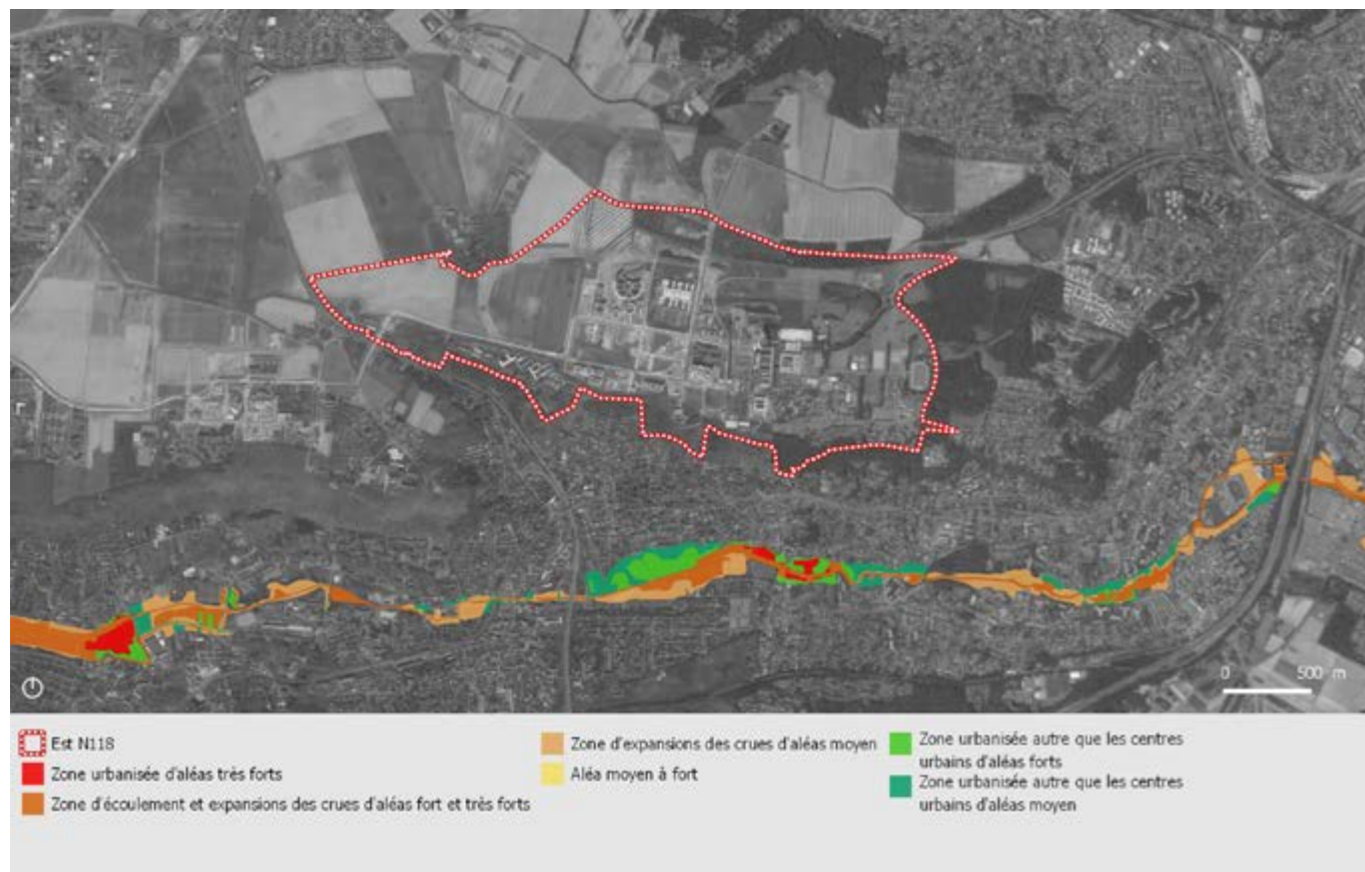 0 500 m
Est N118
Zone urbanisée d'aléas très forts
Zone d'écoulement et expansions des crues d'aléas fort et très forts
Zone d'expansions des crues d'aléas moyen
Aléa moyen à fort
Zone urbanisée autre que les centres
urbains d'aléas forts
Zone urbanisée autre que les centres
urbains d'aléas moyen